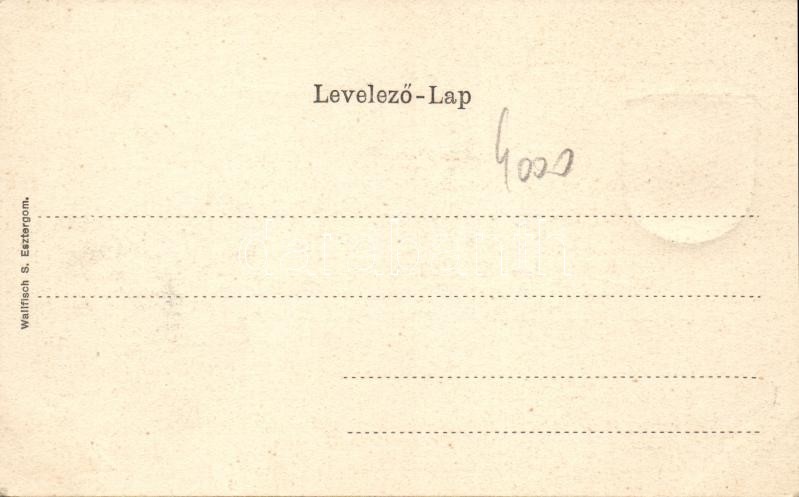 Levelező-Lap
4000
Wallfisch S. Esztergom.